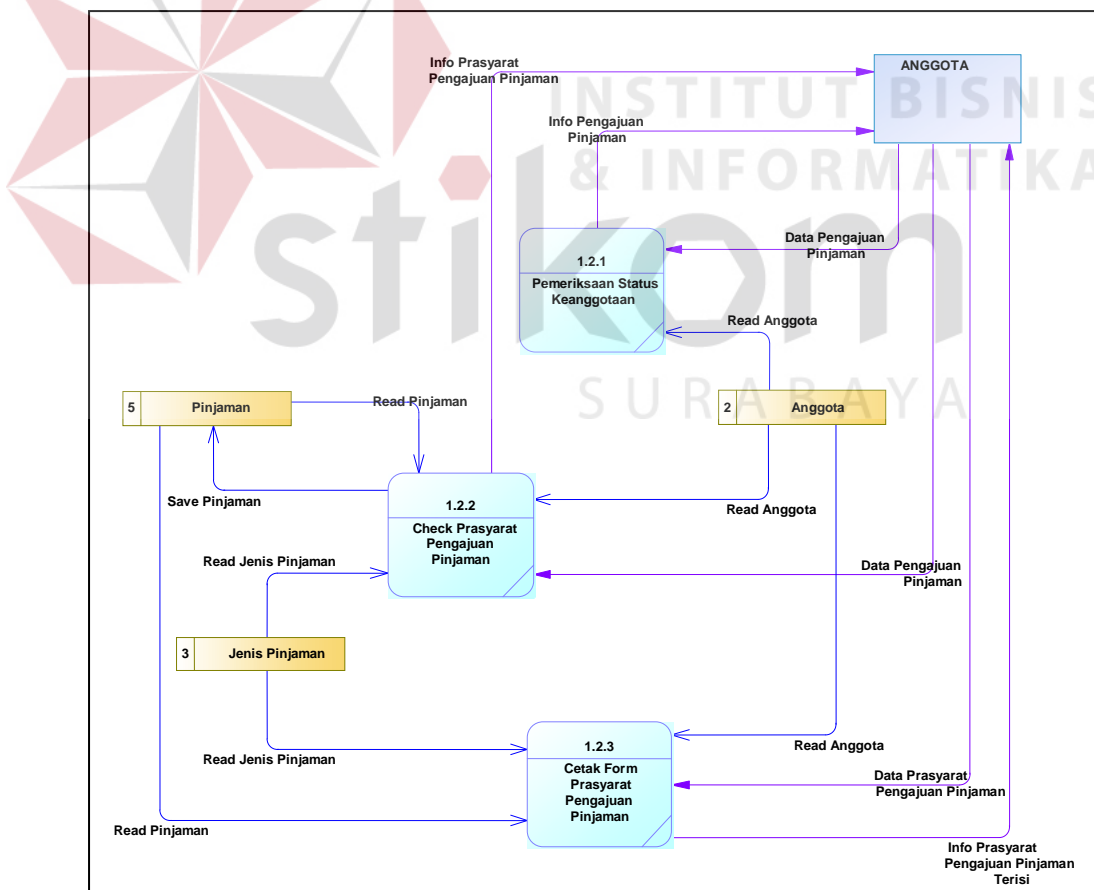 Info Prasyarat
Pengajuan Pinjaman
ANGGOTA
INSTITUT BISNIS
Info Pengajuan
Pinjaman
& INFORMATIKA
stikom
Data Pengajuan
Pinjaman
1.2.1
Pemeriksaan Status
Keanggotaan
Read Anggota
SURABAYA
5
Pinjaman
Read Pinjaman
2
Anggota
Save Pinjaman
1.2.2
Check Prasyarat
Pengajuan
Pinjaman
Read Anggota
Read Jenis Pinjaman
Data Pengajuan
Pinjaman
3
Jenis Pinjaman
Read Jenis Pinjaman
1.2.3
Cetak Form
Prasyarat
Pengajuan
Pinjaman
Read Anggota
Data Prasyarat
Pengajuan Pinjaman
Read Pinjaman
Info Prasyarat
Pengajuan Pinjaman
Terisi